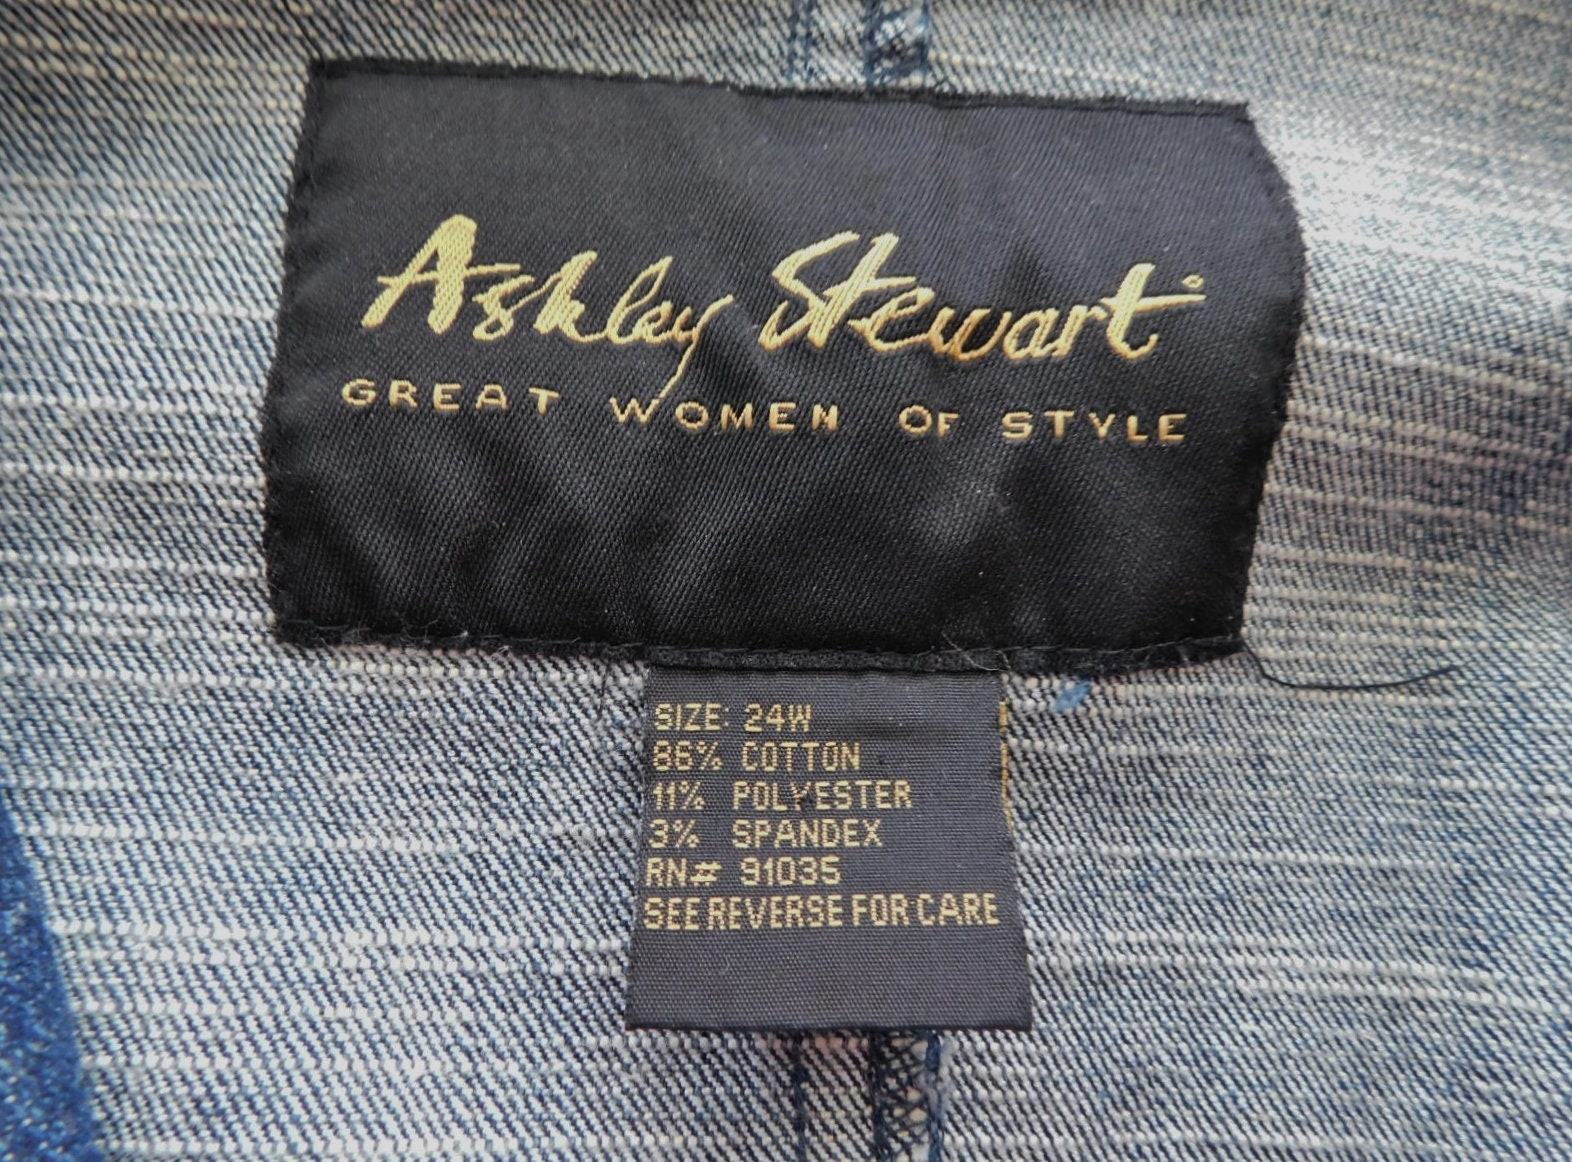 Ashley Stewart
GREAT WOMEN OF STYLE
SIZE: 24W
86% COTTON
11% POLYESTER
3% SPANDEX
RN# 91035
SEE REVERSE FOR CARE